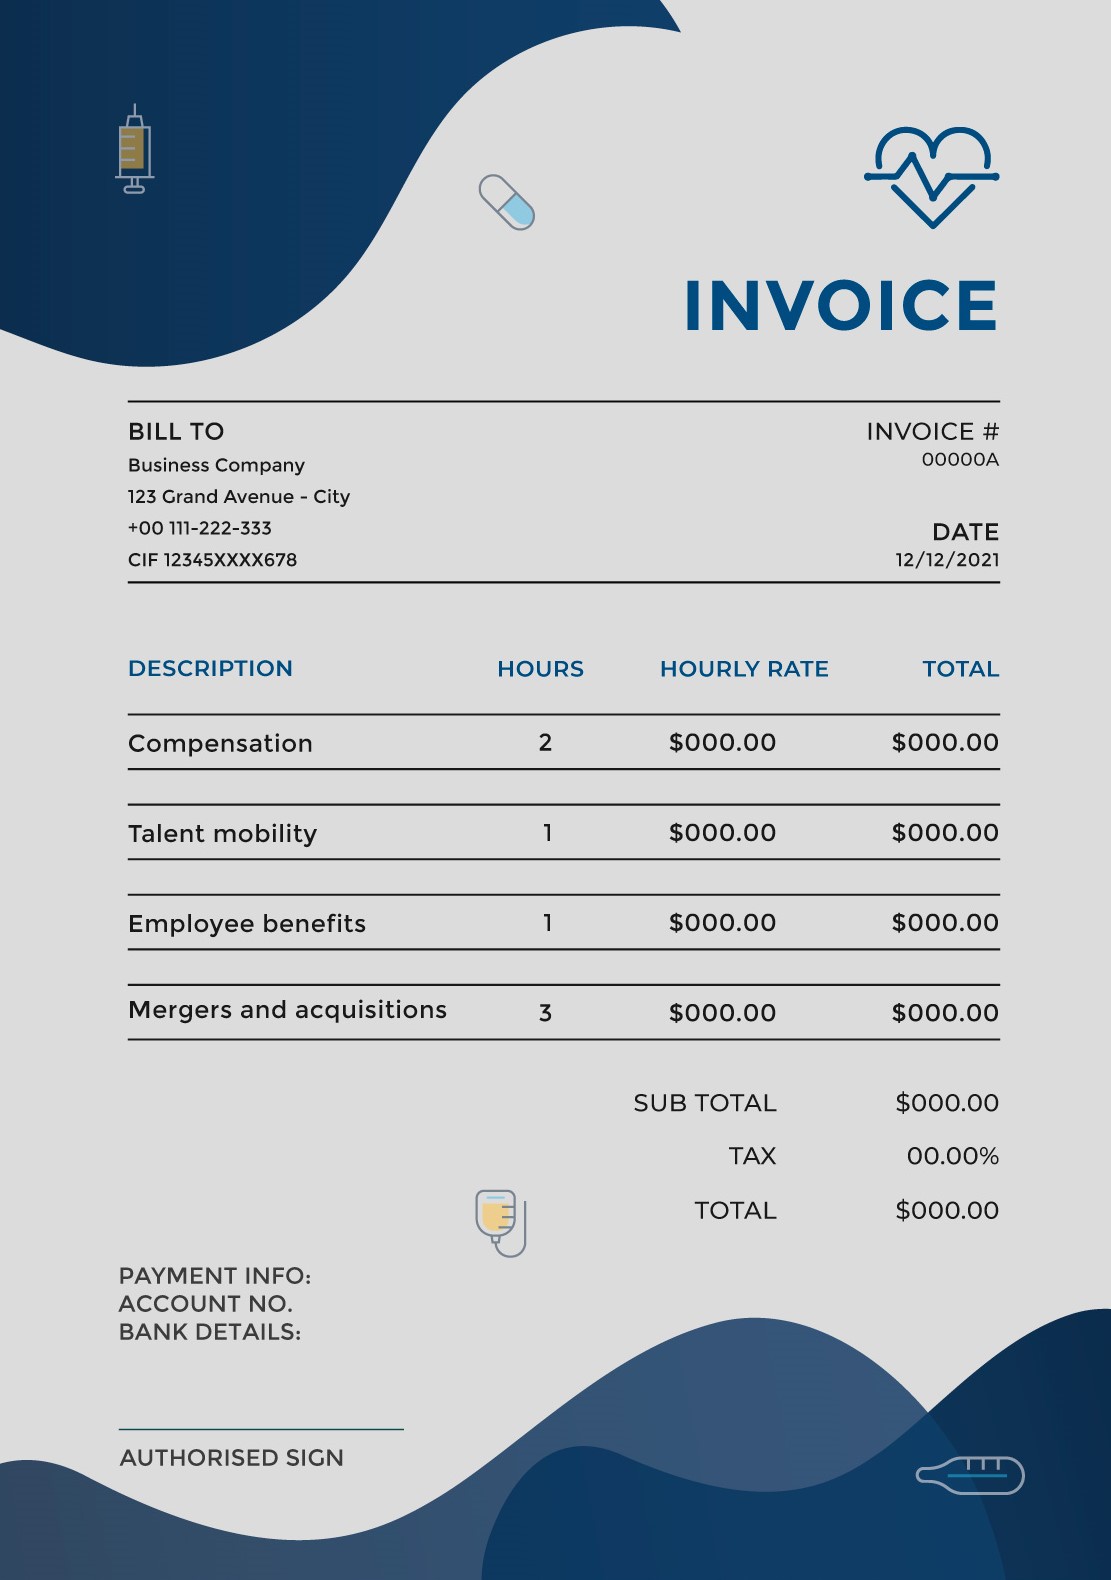 INVOICE
BILL TO
Business Company
123 Grand Avenue - City
+00 111-222-333
CIF 12345XXXX678
INVOICE #
00000A
DATE
12/12/2021
DESCRIPTION HOURS HOURLY RATE TOTAL
Compensation 2 $000.00 $000.00
Talent mobility 1 $000.00 $000.00
Employee benefits 1 $000.00 $000.00
Mergers and acquisitions 3 $000.00 $000.00
SUB TOTAL $000.00
TAX 00.00%
TOTAL $000.00
PAYMENT INFO:
ACCOUNT NO.
BANK DETAILS:
AUTHORISED SIGN